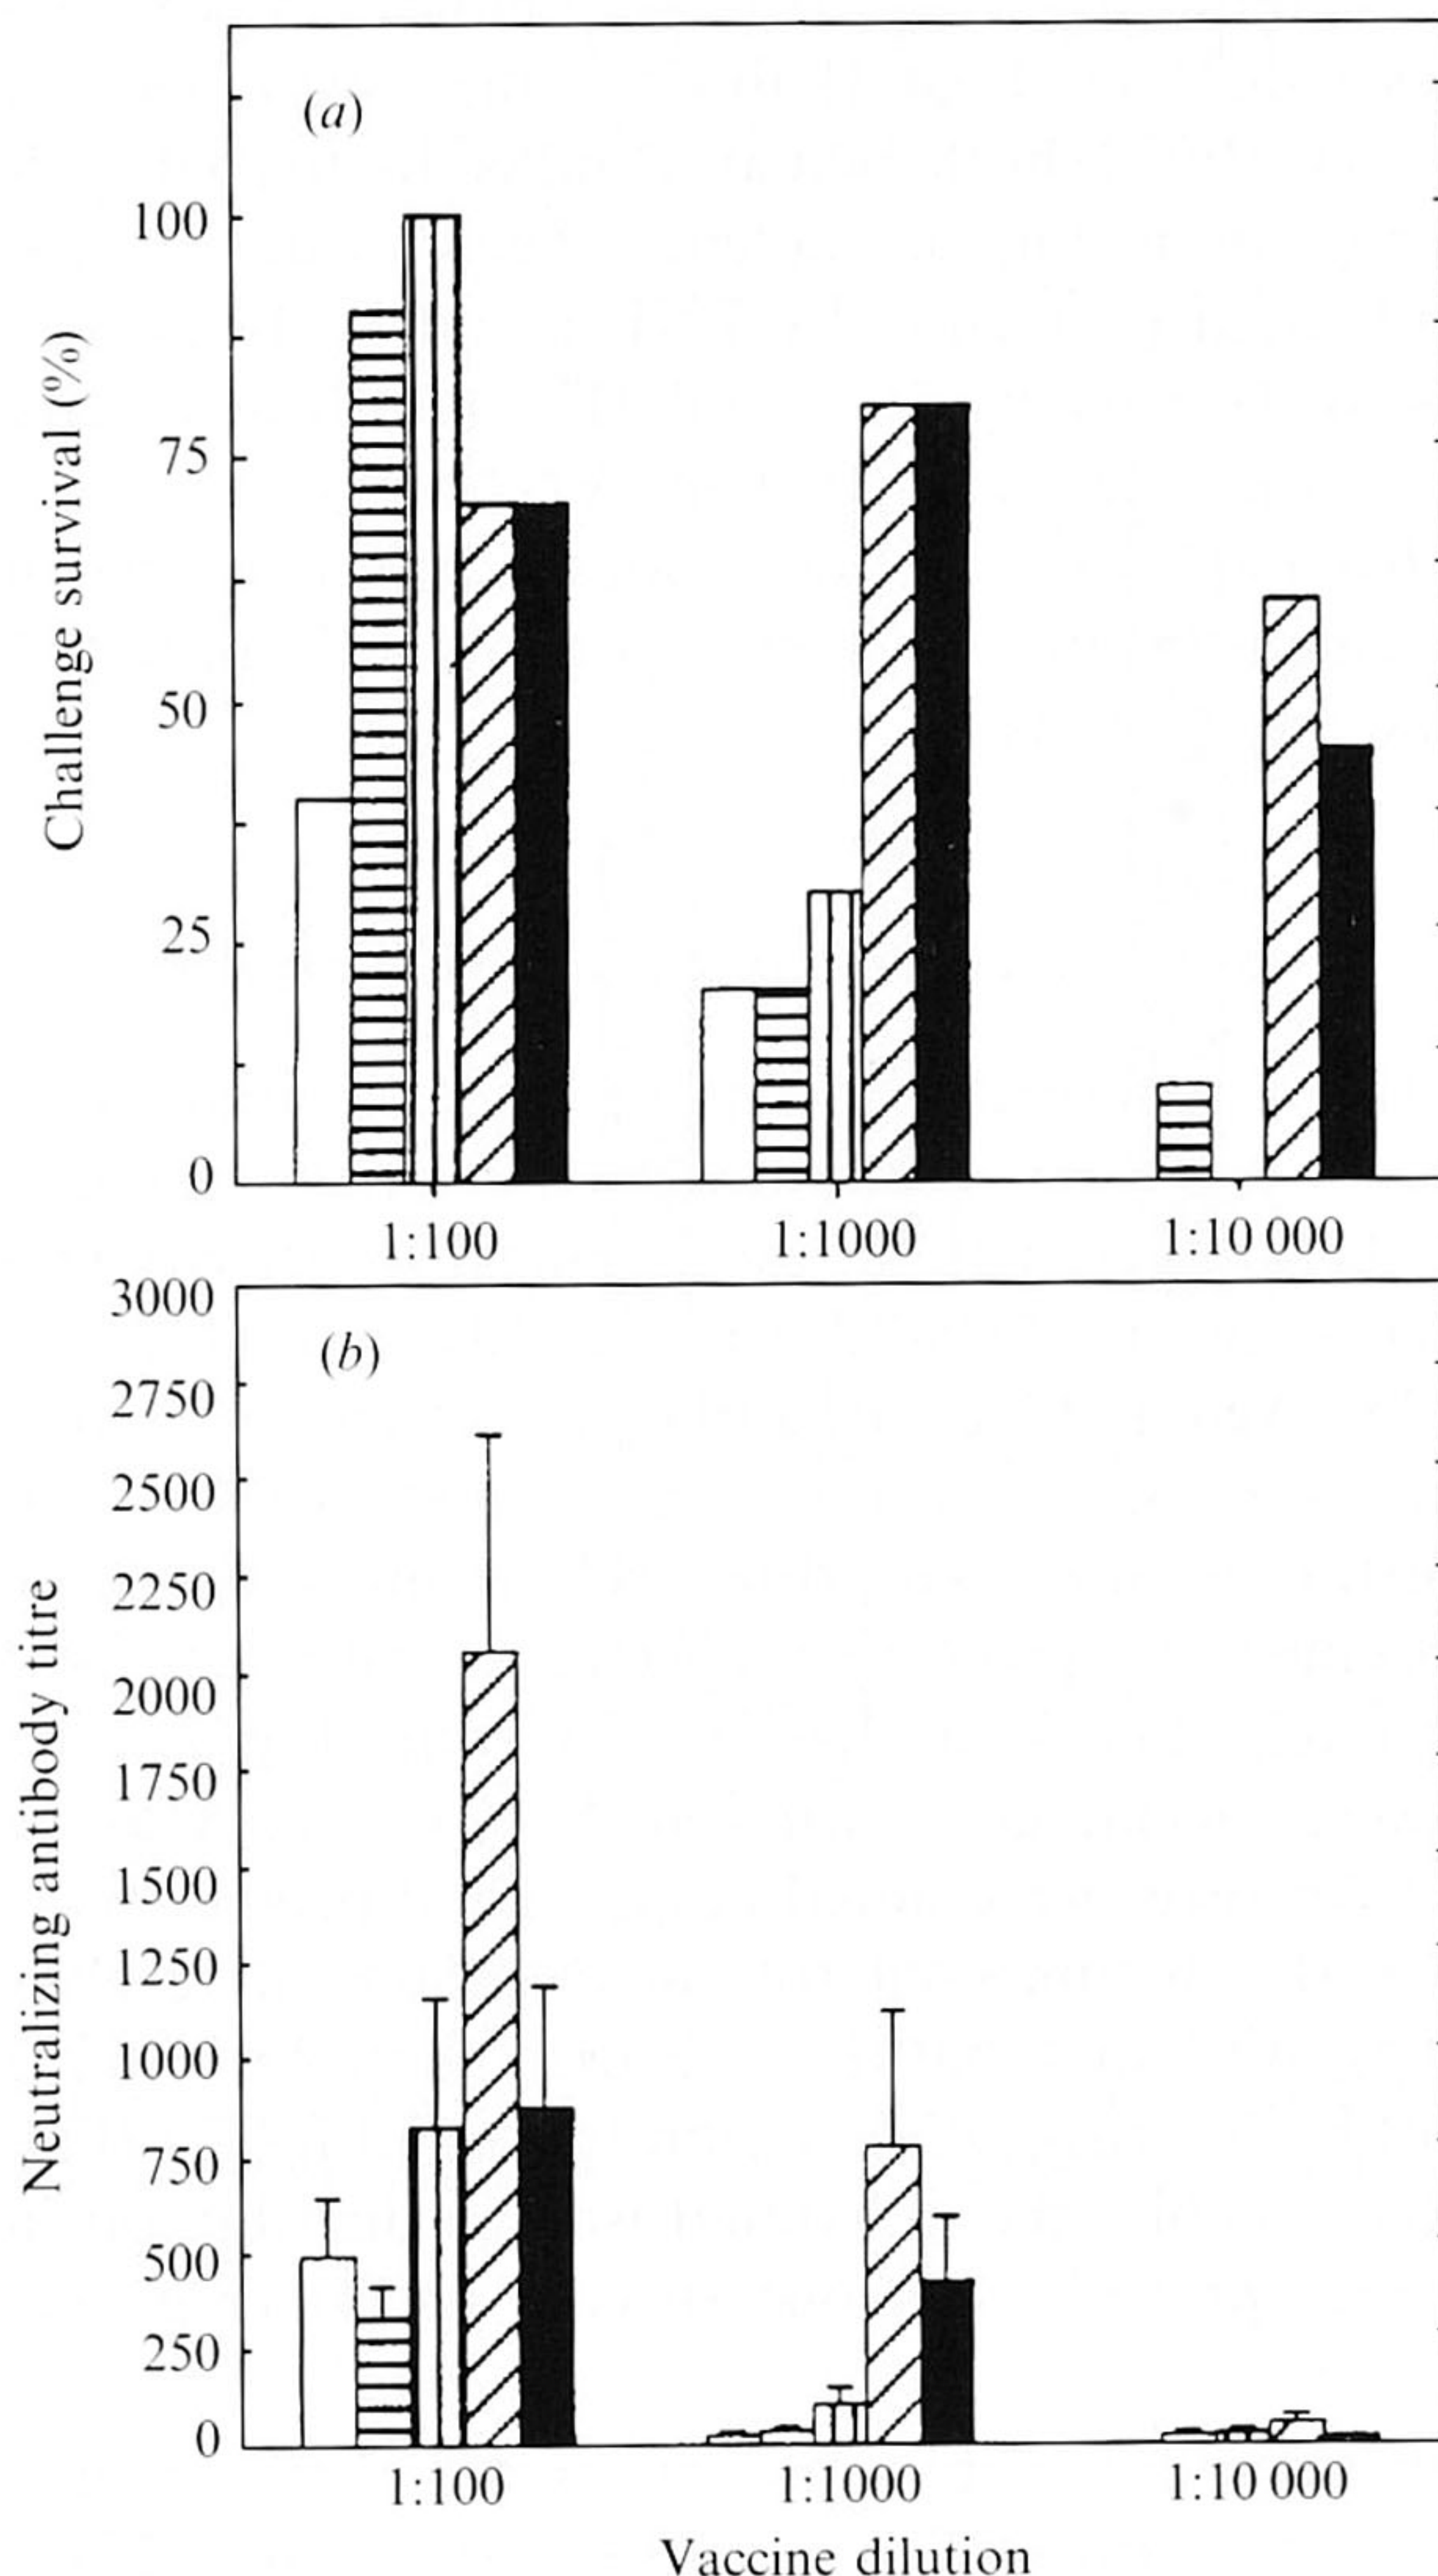 (a)
100
75
50
25
0
Challenge survival (%)
1:100 1:1000 1:10 000
(b)
3000
2750
2500
2250
2000
1750
1500
1250
1000
750
500
250
0
Neutralizing antibody titre
1:100 1:1000 1:10 000
Vaccine dilution